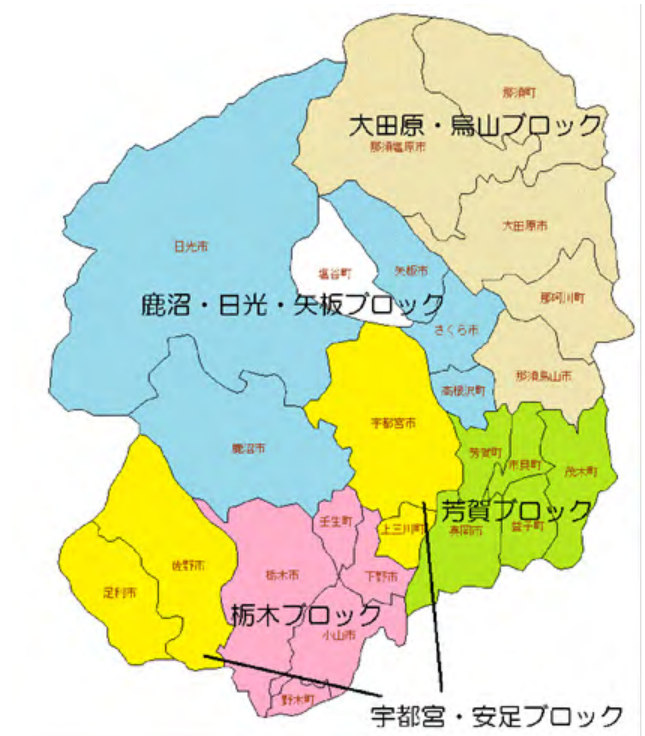 那須町
大田原・烏山ブロック
那須塩原市
大田原市
日光市
塩谷町
矢板市
那珂川町
鹿沼・日光・矢板ブロック
さくら市
那須烏山市
高根沢町
宇都宮市
鹿沼市
芳賀町
市貝町
茂木町
芳賀ブロック
壬生町
上三川町
真岡市
益子町
佐野市
栃木市
下野市
足利市
栃木ブロック
小山市
野木町
宇都宮・安足ブロック